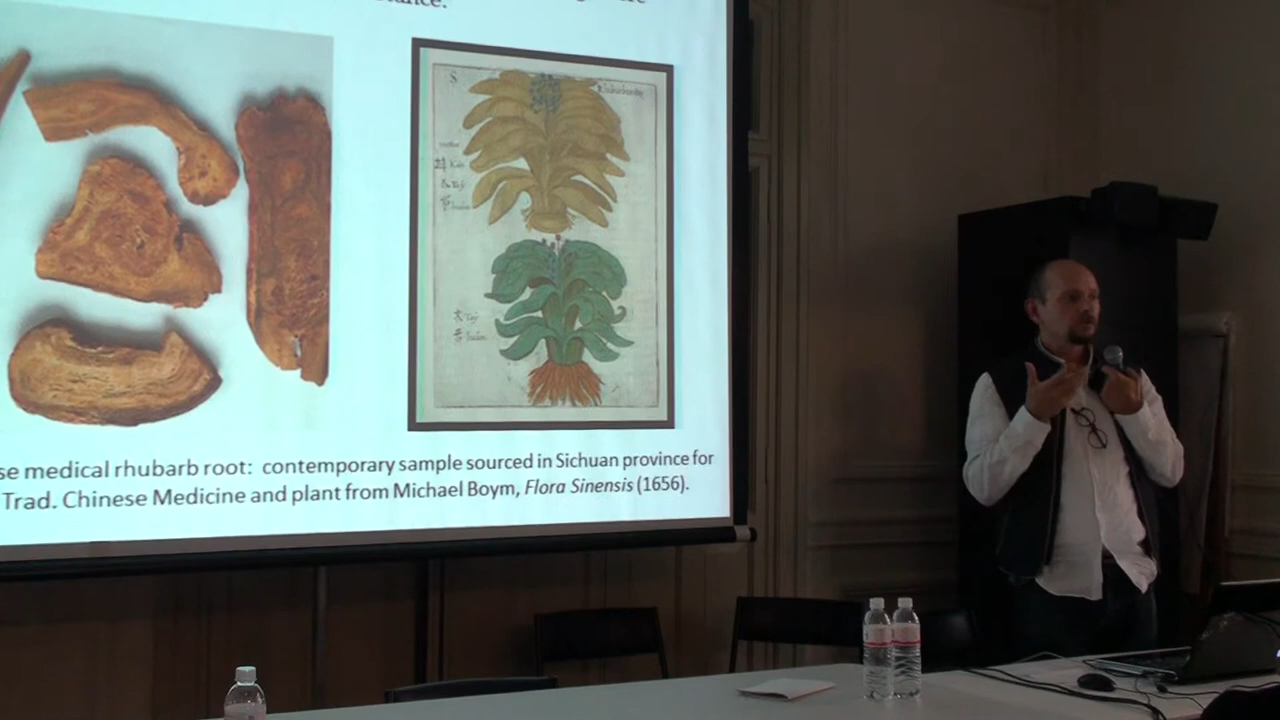 S
se medical rhubarb root: contemporary sample sourced in Sichuan province for
Trad. Chinese Medicine and plant from Michael Boym, Flora Sinensis (1656).